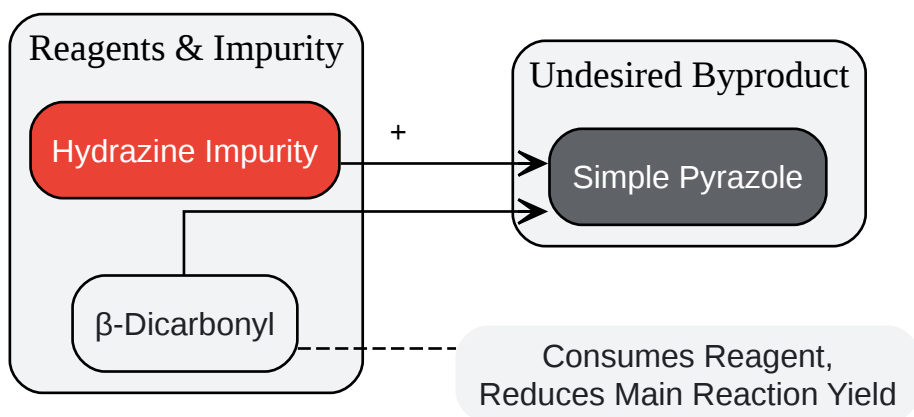 Reagents & Impurity
Hydrazine Impurity
β-Dicarbonyl
+
Undesired Byproduct
Simple Pyrazole
Consumes Reagent,
Reduces Main Reaction Yield